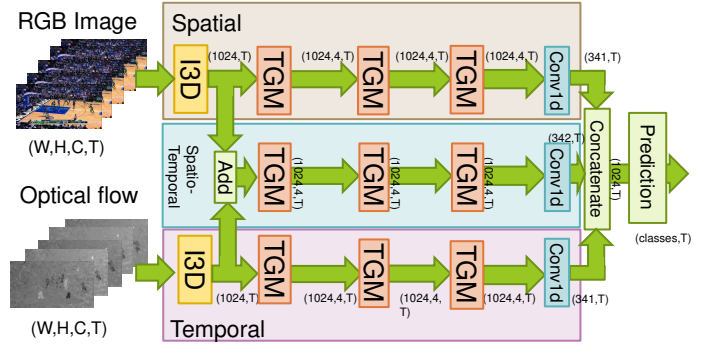 RGB Image
(W,H,C,T)
Spatial
I3D
(1024,T)
TGM
(1024,4,T)
TGM
(1024,4,T)
TGM
(1024,4,T)
Conv1d
(341,T)
Spatio-
Temporal
Add
TGM
(1024,4,T)
TGM
(1024,4,T)
TGM
(1024,4,T)
Conv1d
(342,T)
Concatenate
(1024,T)
Prediction
(classes,T)
Optical flow
(W,H,C,T)
I3D
(1024,T)
TGM
(1024,4,T)
TGM
(1024,4,
T)
TGM
(1024,4,T)
Conv1d
(341,T)
Temporal